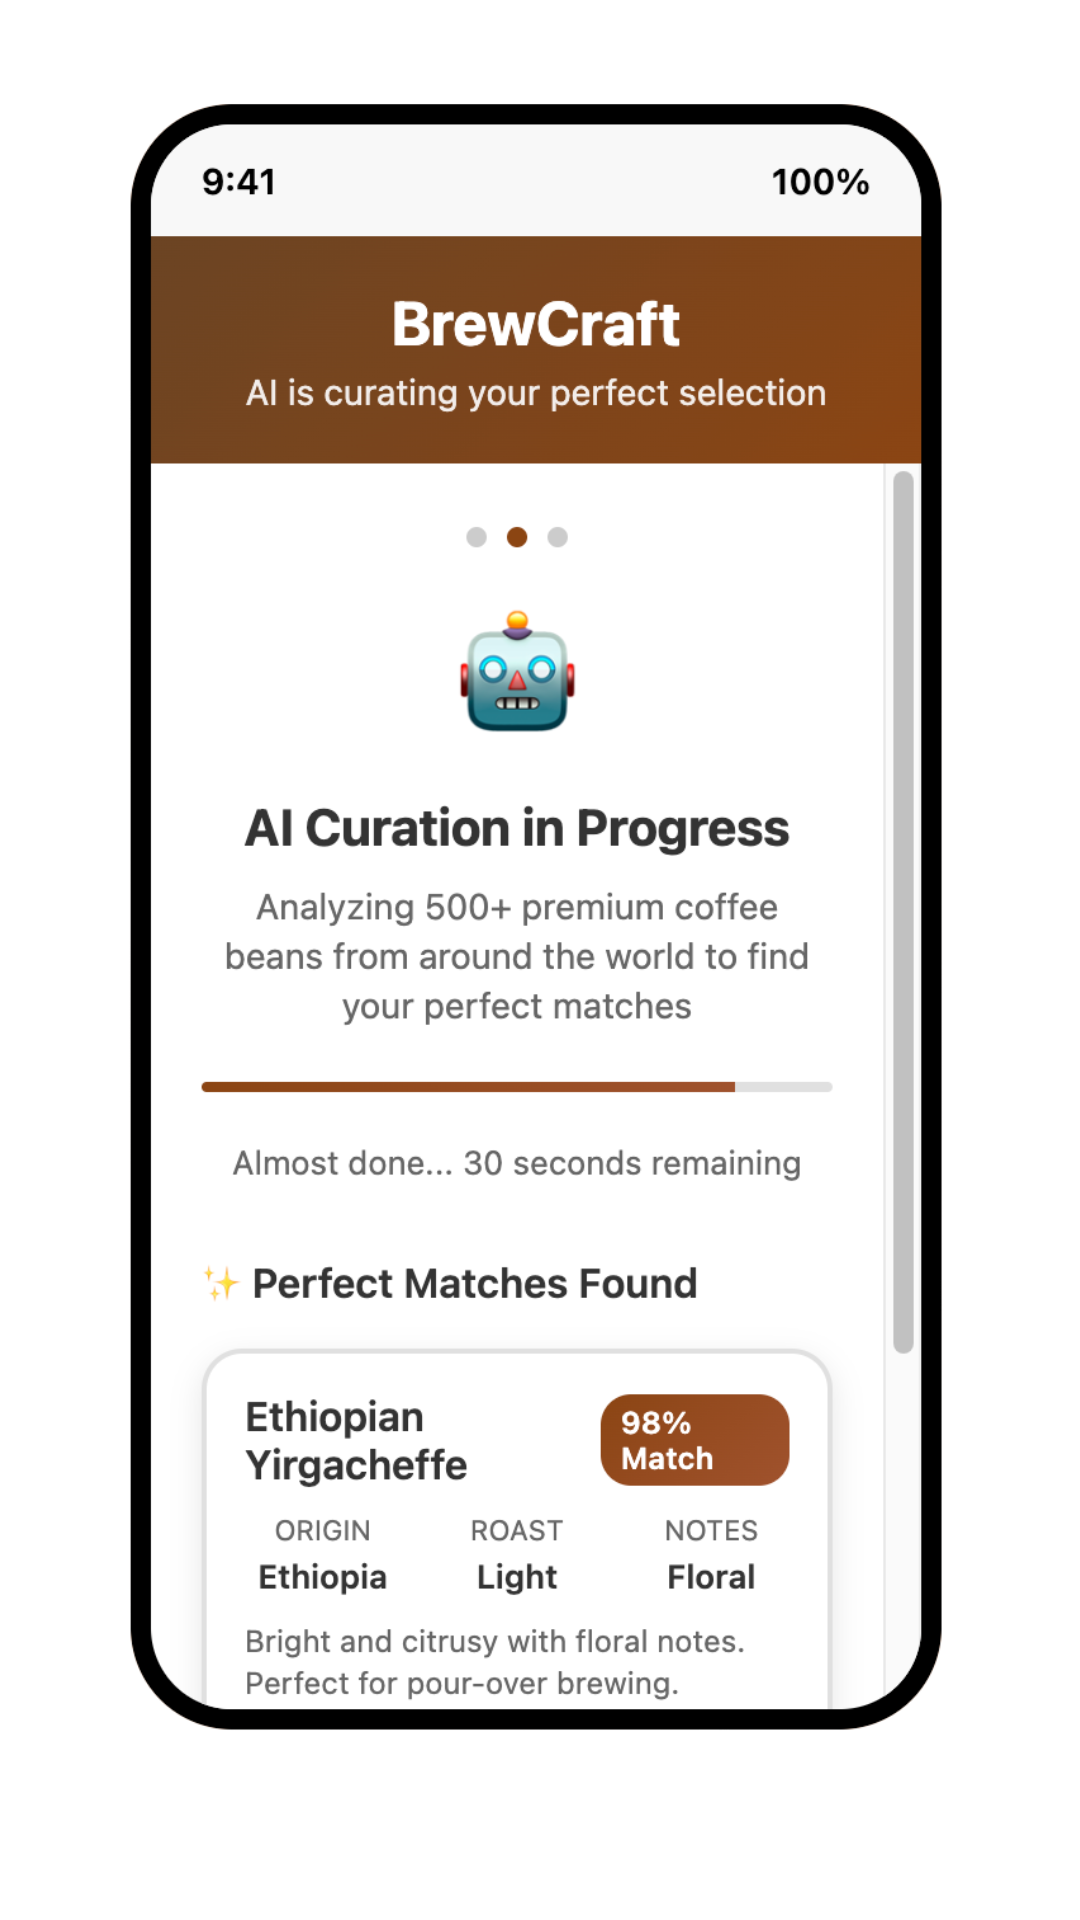 9:41 100%
BrewCraft
AI is curating your perfect selection
AI Curation in Progress
Analyzing 500+ premium coffee
beans from around the world to find
your perfect matches
Almost done... 30 seconds remaining
✨ Perfect Matches Found
Ethiopian
Yirgacheffe
98%
Match
ORIGIN ROAST NOTES
Ethiopia Light Floral
Bright and citrusy with floral notes.
Perfect for pour-over brewing.